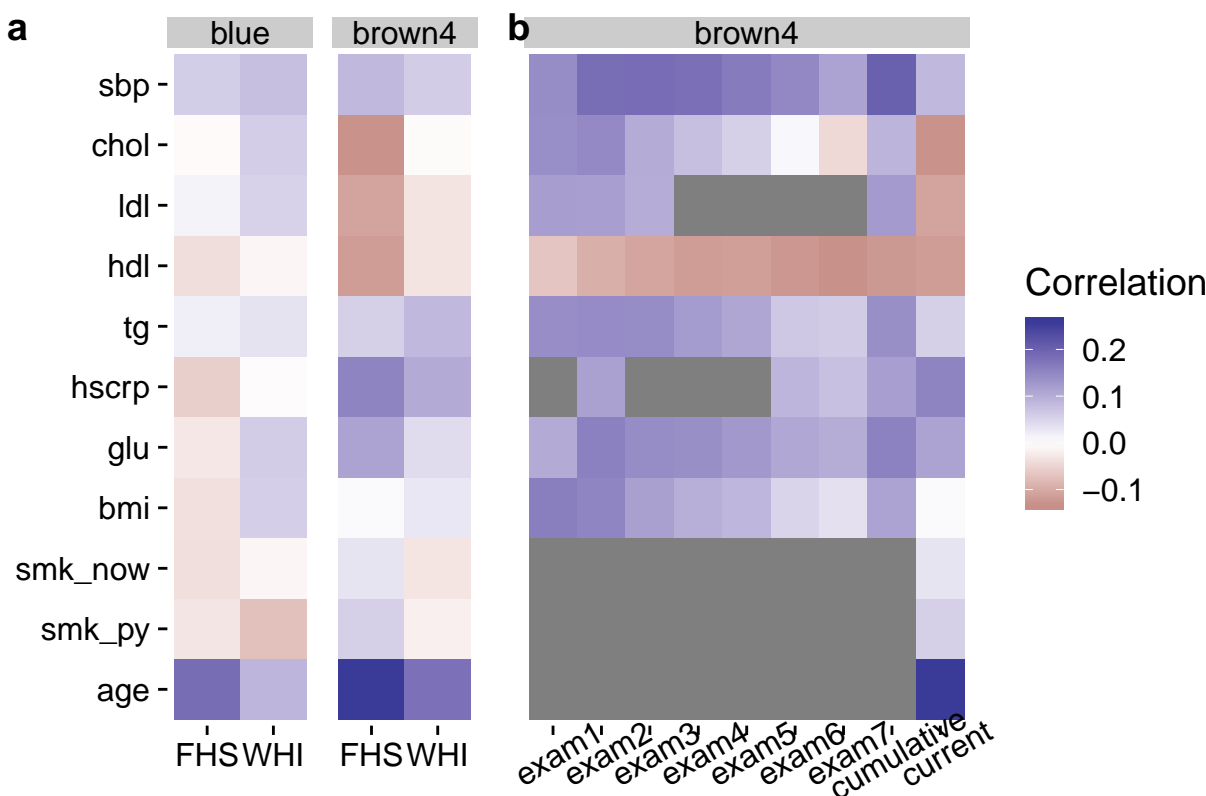 a
blue
brown4
b
brown4
sbp
chol
ldl
hdl
tg
hscrp
glu
bmi
smk_now
smk_py
age
FHS
WHI
FHS
WHI
exam1
exam2
exam3
exam4
exam5
exam6
exam7
cumulative
current
Correlation
0.2
0.1
0.0
−0.1